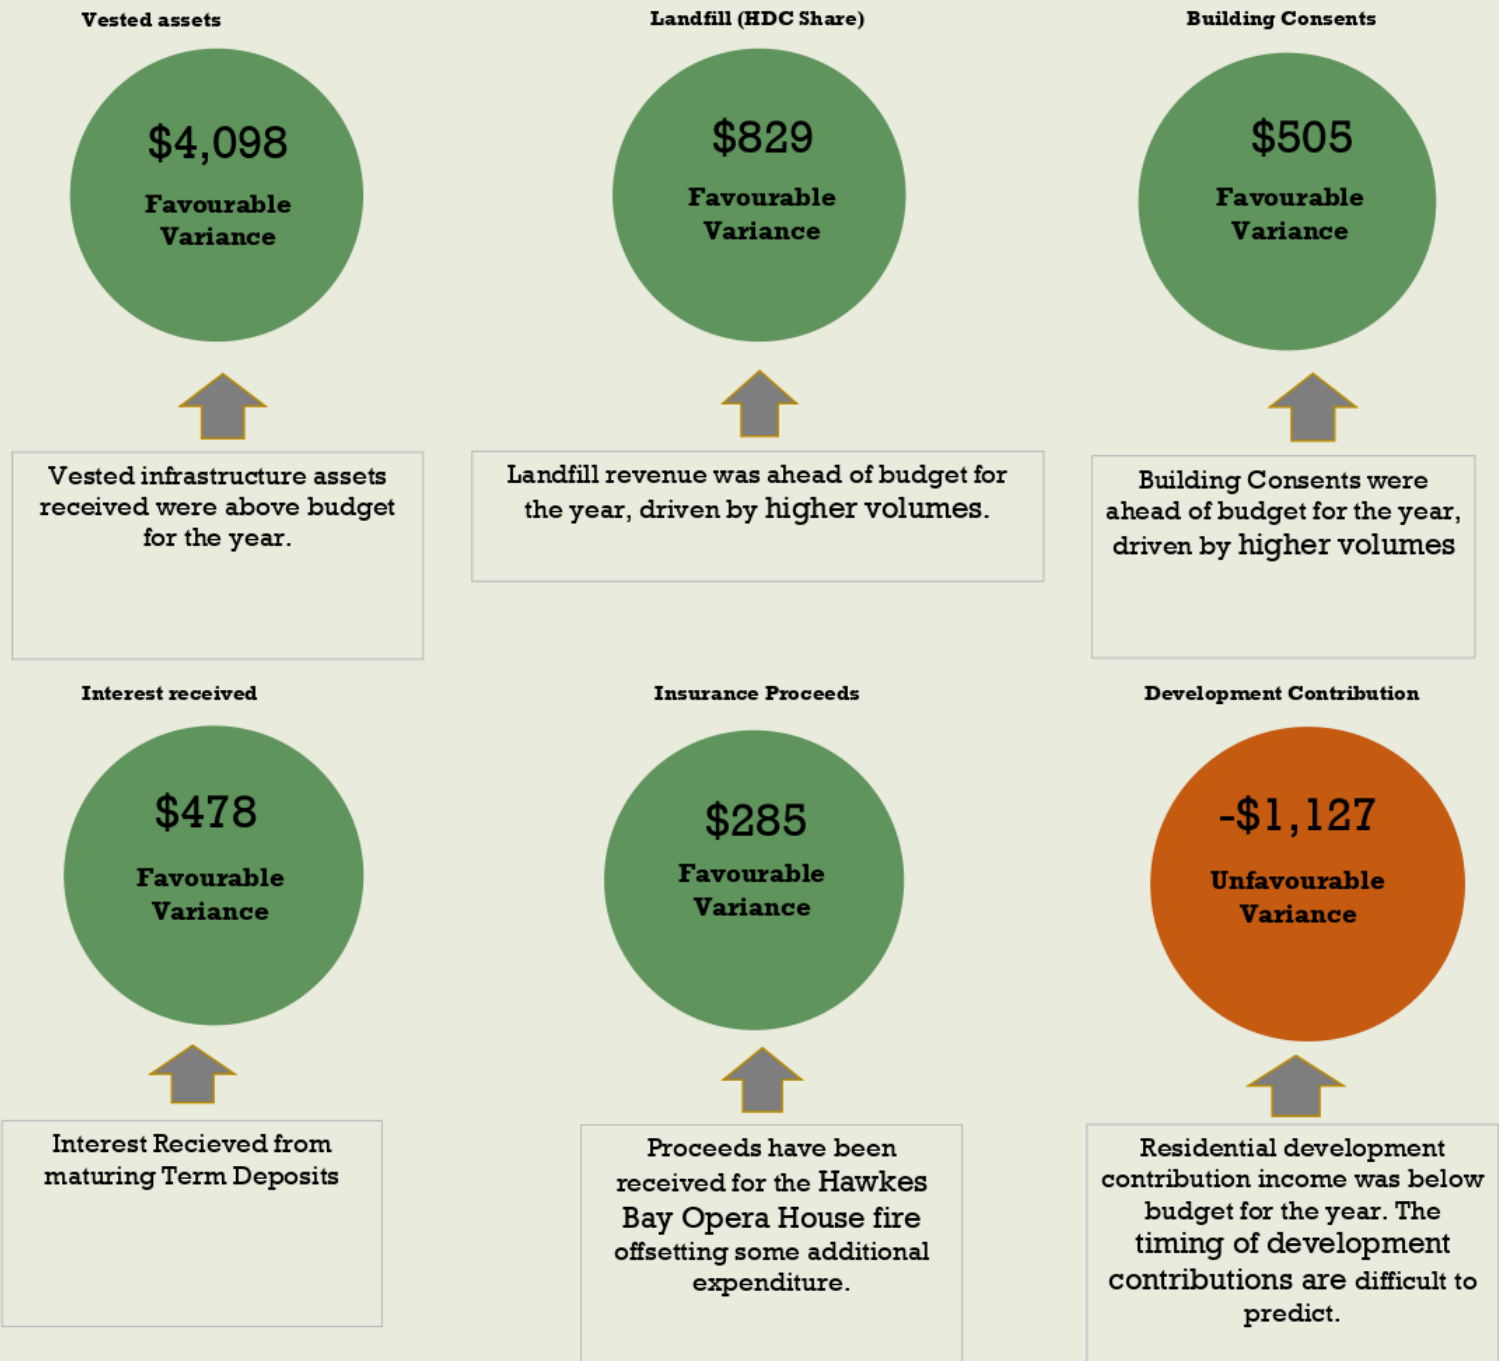 Vested assets
$4,098
Favourable
Variance
Vested infrastructure assets
received were above budget
for the year.
Landfill (HDC Share)
$829
Favourable
Variance
Landfill revenue was ahead of budget for
the year, driven by higher volumes.
Building Consents
$505
Favourable
Variance
Building Consents were
ahead of budget for the year,
driven by higher volumes
Interest received
$478
Favourable
Variance
Interest Recieved from
maturing Term Deposits
Insurance Proceeds
$285
Favourable
Variance
Proceeds have been
received for the Hawkes
Bay Opera House fire
offsetting some additional
expenditure.
Development Contribution
-$1,127
Unfavourable
Variance
Residential development
contribution income was below
budget for the year. The
timing of development
contributions are difficult to
predict.